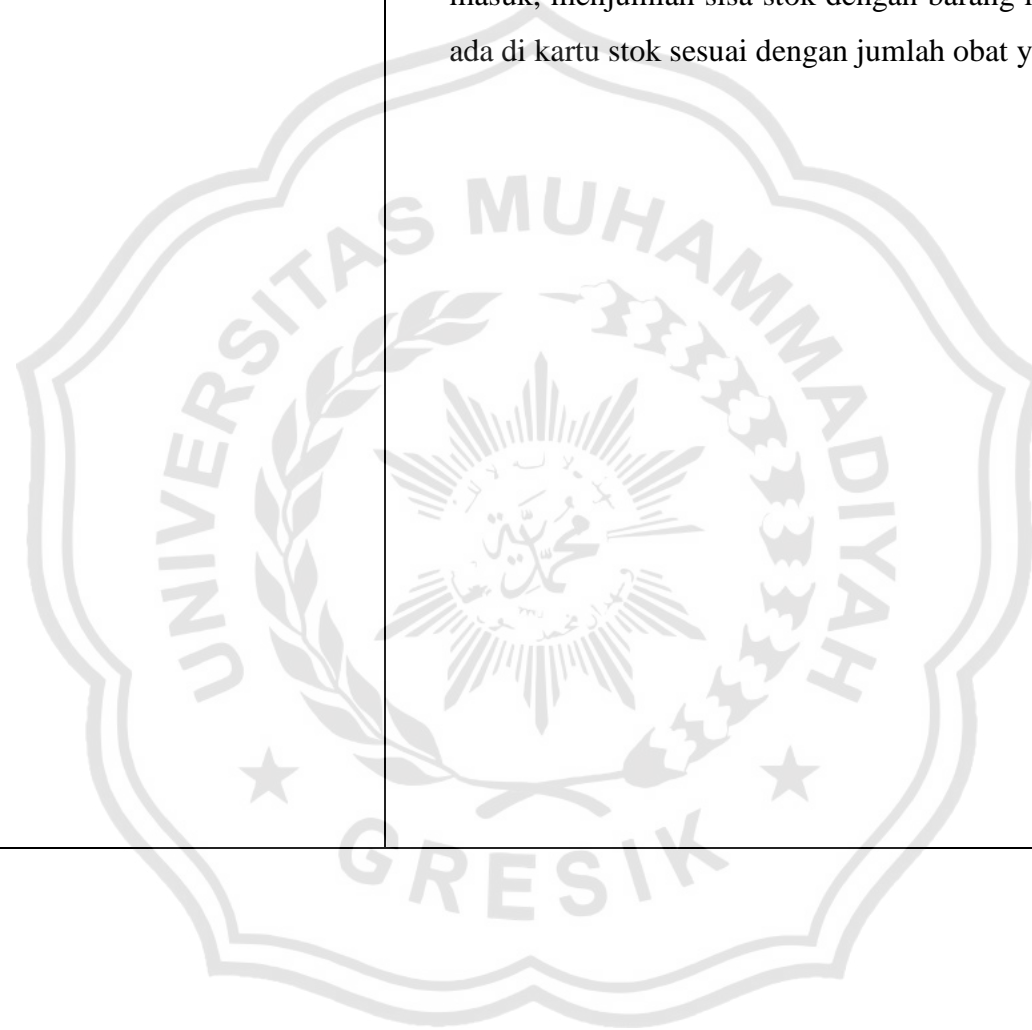 masuk, menjumlah sisa stok dengan barang
ada di kartu stok sesuai dengan jumlah obat
UNIVERSITAS MUHAMMADIYAH
GRESIK